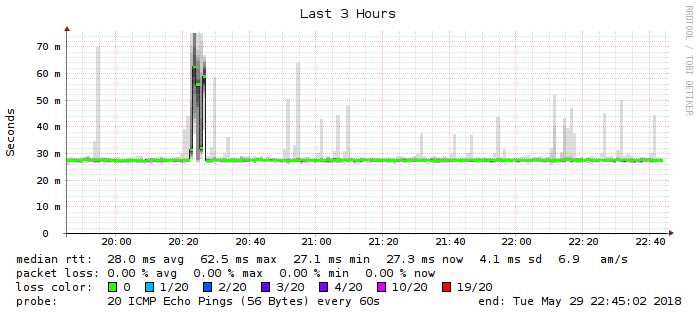 Last 3 Hours
RRDTOOL / TOBI OETIKER
Seconds
70 m
60 m
50 m
40 m
30 m
20 m
10 m
0
20:00 20:20 20:40 21:00 21:20 21:40 22:00 22:20 22:40
median rtt: 28.0 ms avg 62.5 ms max 27.1 ms min 27.3 ms now 4.1 ms sd 6.9 am/s
packet loss: 0.00 % avg 0.00 % max 0.00 % min 0.00 % now
loss color: 0 1/20 2/20 3/20 4/20 10/20 19/20
probe: 20 ICMP Echo Pings (56 Bytes) every 60s end: Tue May 29 22:45:02 2018